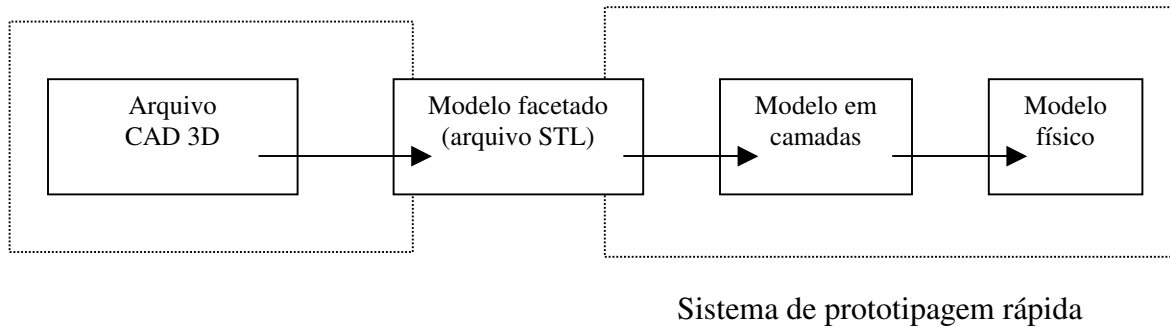 Arquivo
CAD 3D
Modelo facetado
(arquivo STL)
Modelo em
camadas
Modelo
físico
Sistema de prototipagem rápida